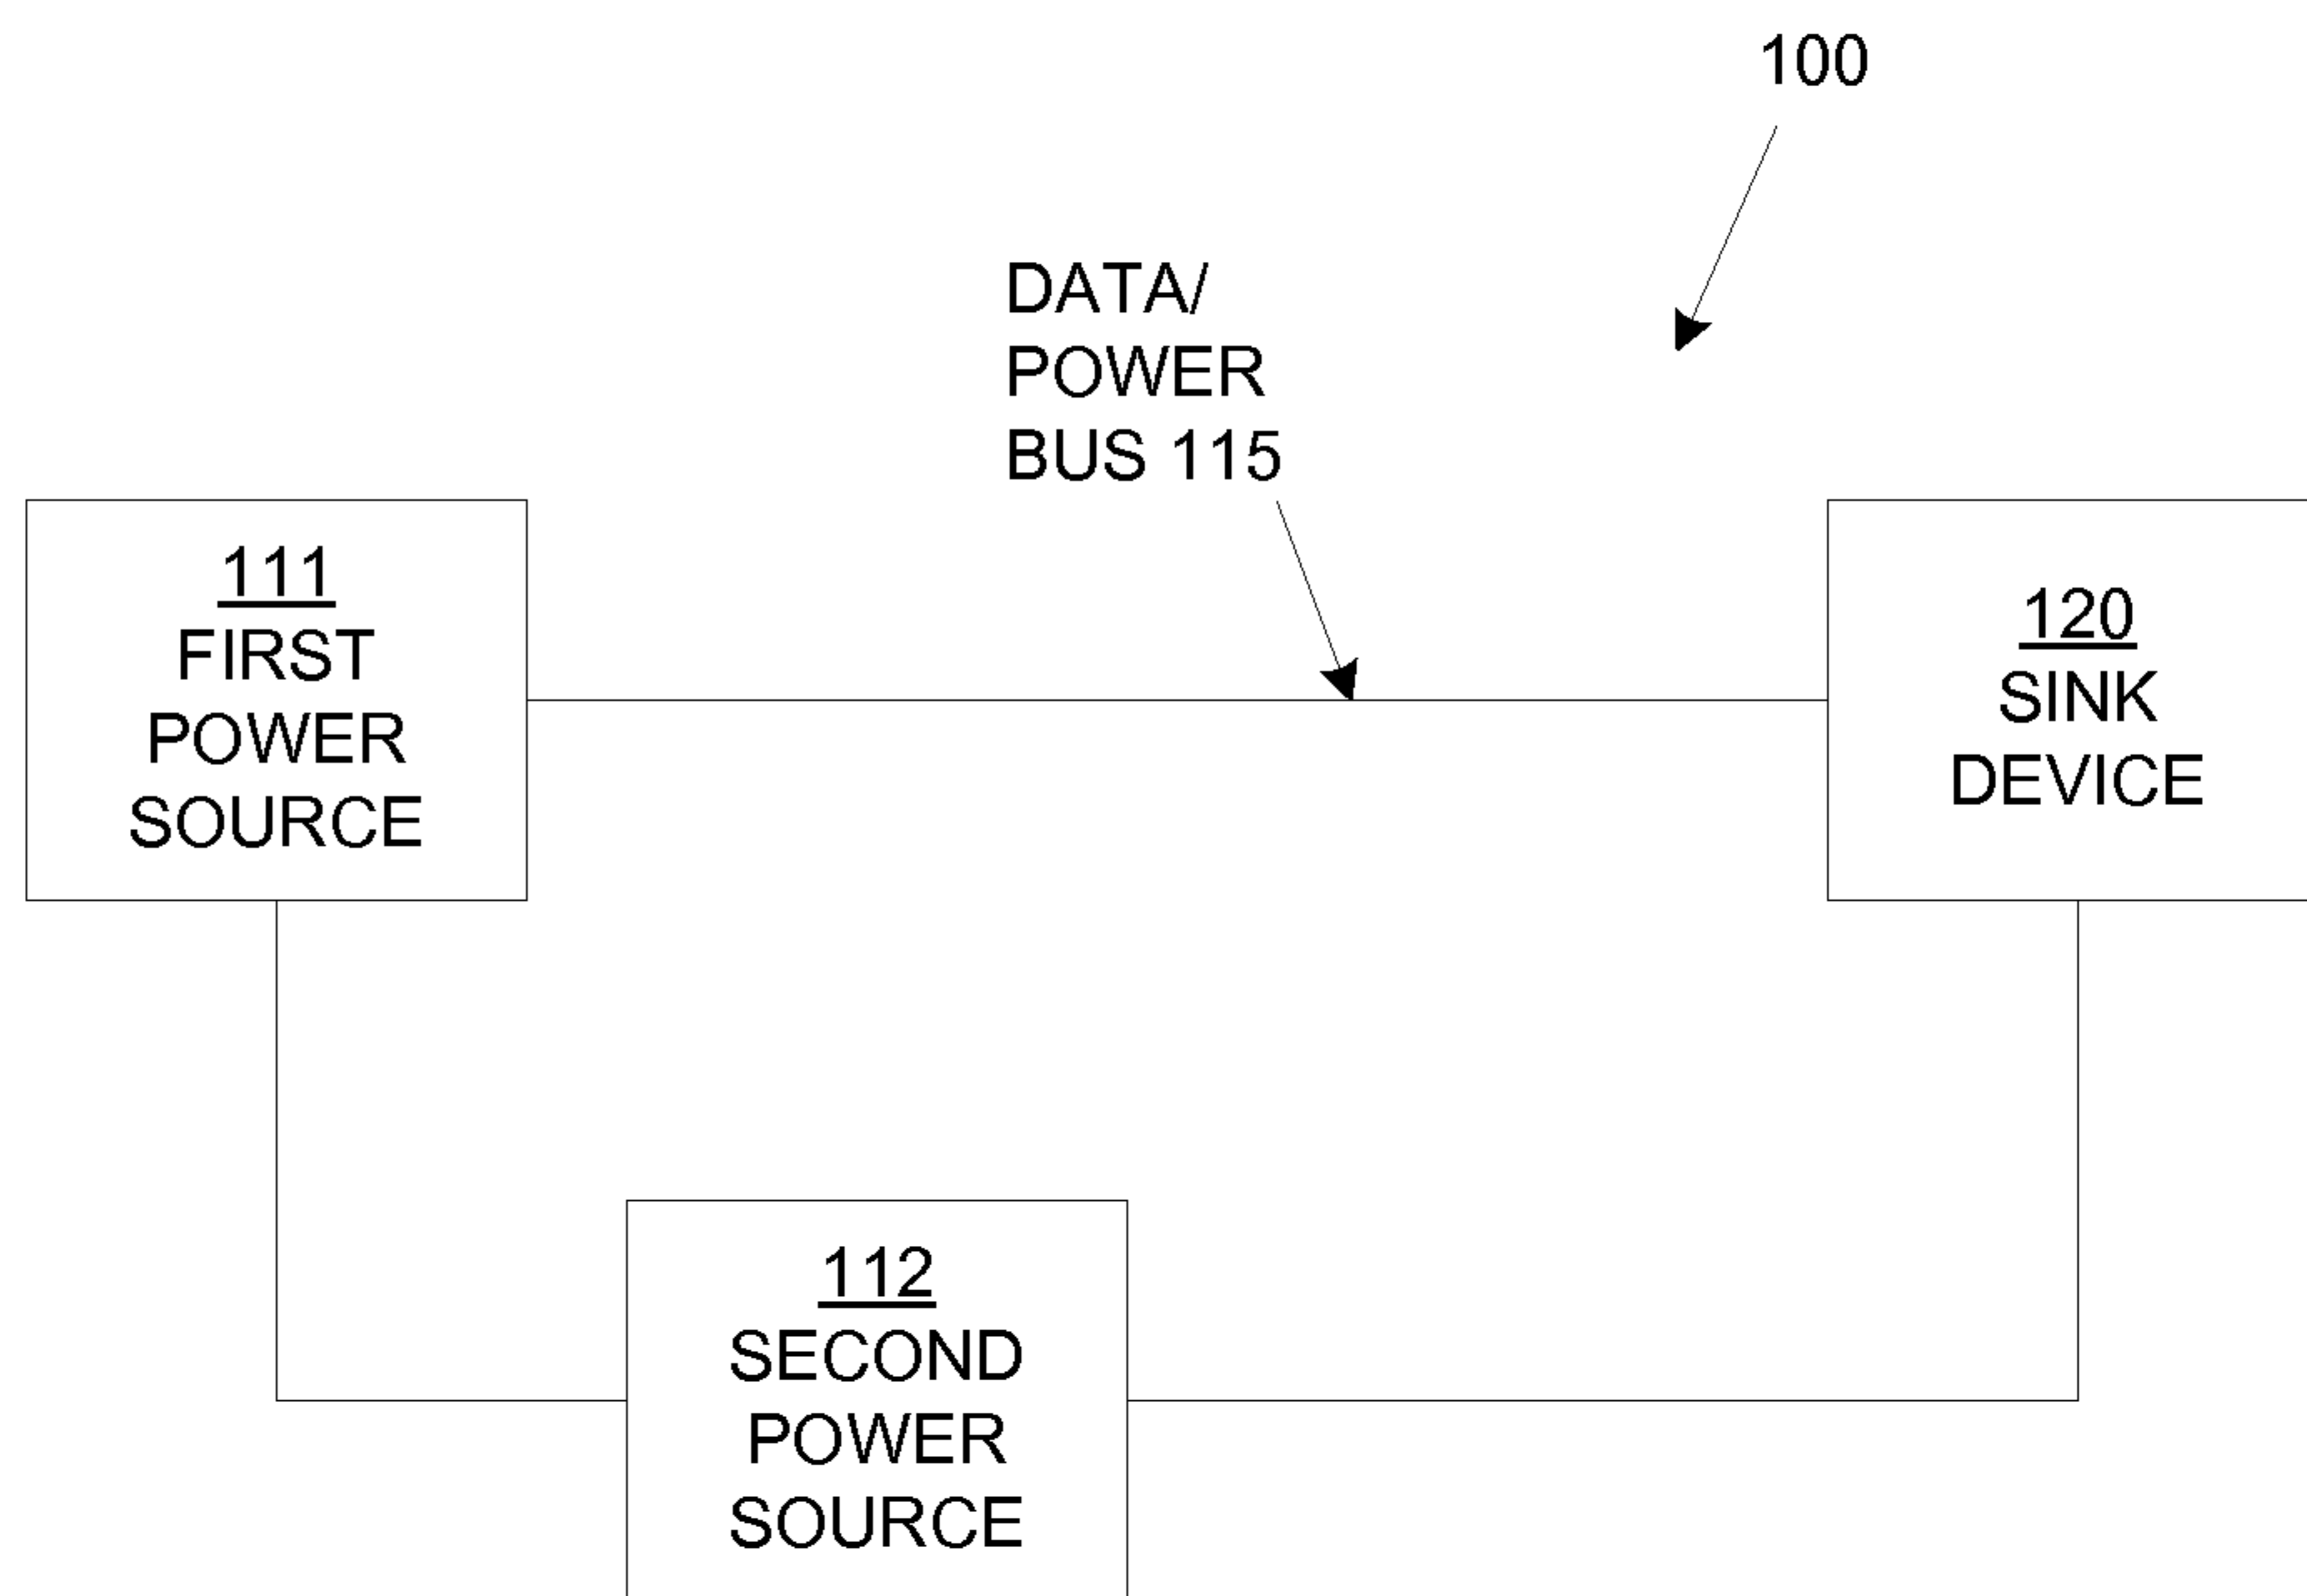 100
DATA/
POWER
BUS 115
111
FIRST
POWER
SOURCE
120
SINK
DEVICE
112
SECOND
POWER
SOURCE